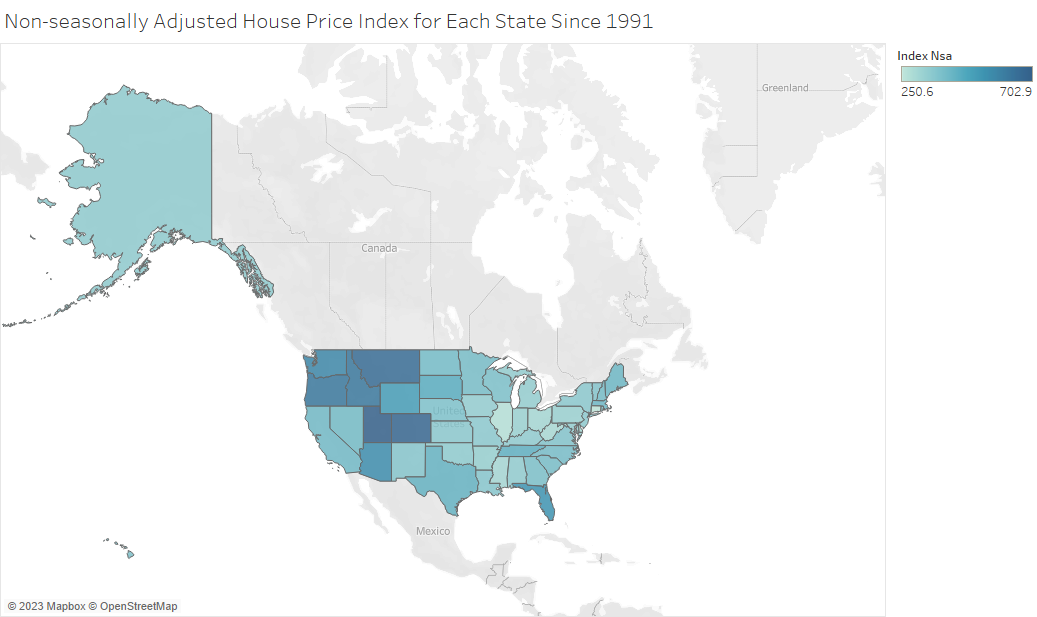 Non-seasonally Adjusted House Price Index for Each State Since 1991
Index Nsa
250.6 702.9
Greenland
Canada
United
States
Mexico
© 2023 Mapbox © OpenStreetMap